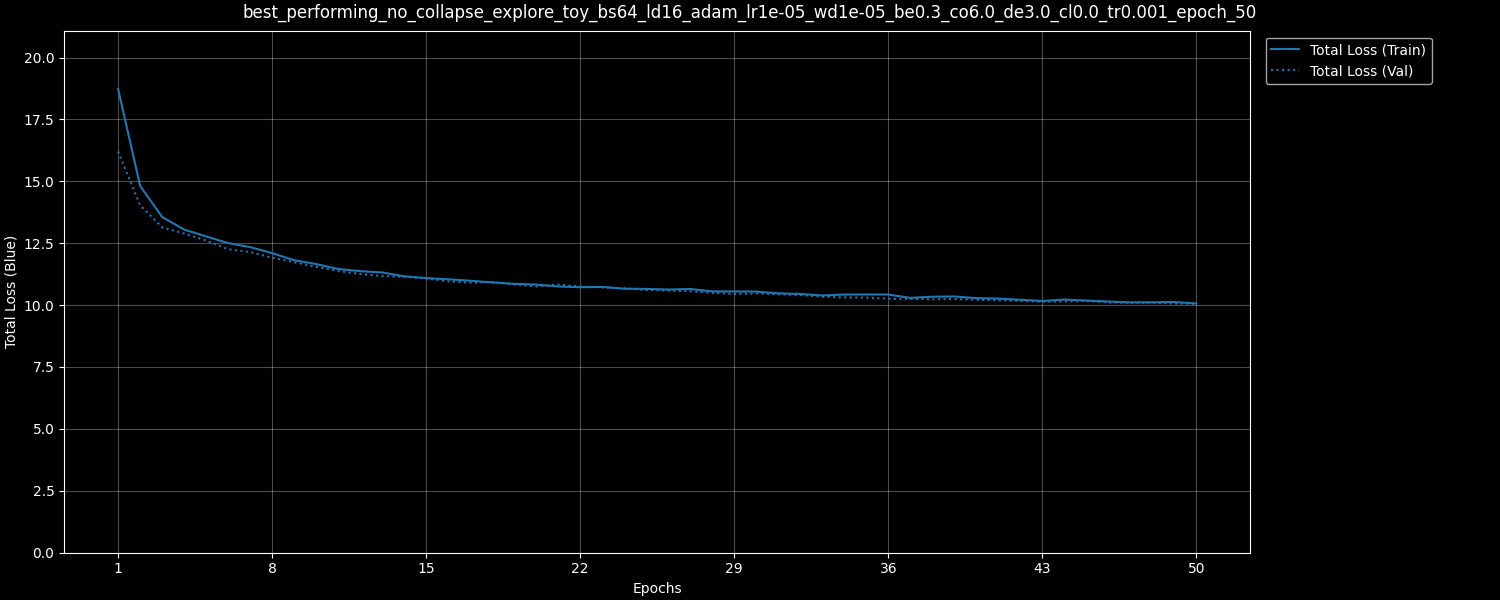 best_performing_no_collapse_explore_toy_bs64_ld16_adam_lr1e-05_wd1e-05_be0.3_co6.0_de3.0_cl0.0_tr0.001_epoch_50
Total Loss (Train)
Total Loss (Val)
20.0
17.5
15.0
12.5
10.0
7.5
5.0
2.5
0.0
Total Loss (Blue)
1 8 15 22 29 36 43 50
Epochs